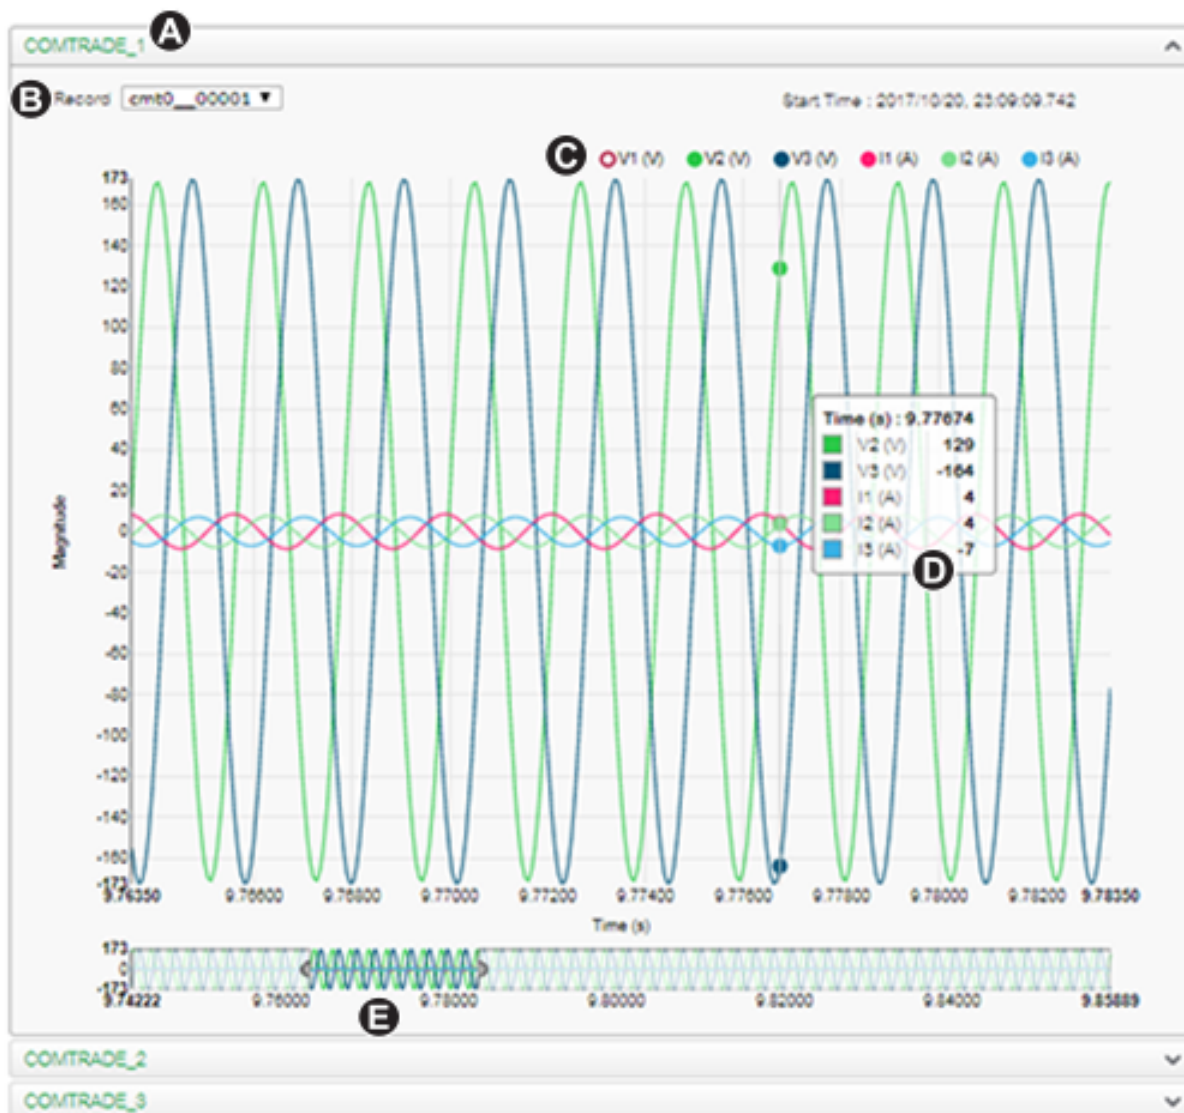 COMTRADE_1 A
B Record cmt0__00001 ▼ Start Time : 2017/10/20, 23:09:09.742
C V1 (V) V2 (V) V3 (V) I1 (A) I2 (A) I3 (A)
173
160
140
120
100
80
60
40
20
0
-20
-40
-60
-80
-100
-120
-140
-160
-173
Magnitude
Time (s) : 9.77674
V2 (V) 129
V3 (V) -164
I1 (A) 4
I2 (A) 4
I3 (A) -7
D
9.76350 9.76600 9.76800 9.77000 9.77200 9.77400 9.77600 9.77800 9.78000 9.78200 9.78350
Time (s)
173
0
-173
9.74222 9.76000 9.78000 9.80000 9.82000 9.84000 9.85889
E
COMTRADE_2
COMTRADE_3